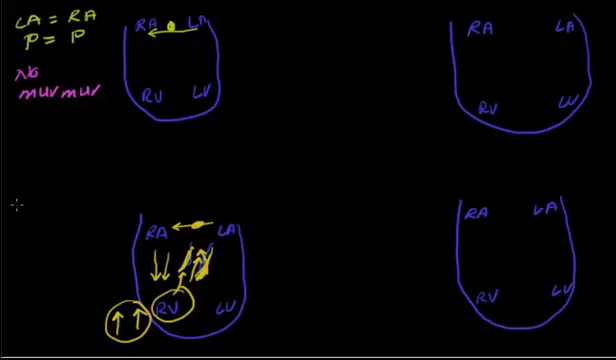 LA = RA
P = P
No
murmur
RA LA
RV LV
RA LA
RV LV
RA LA
RV LV
RA LA
RV LV